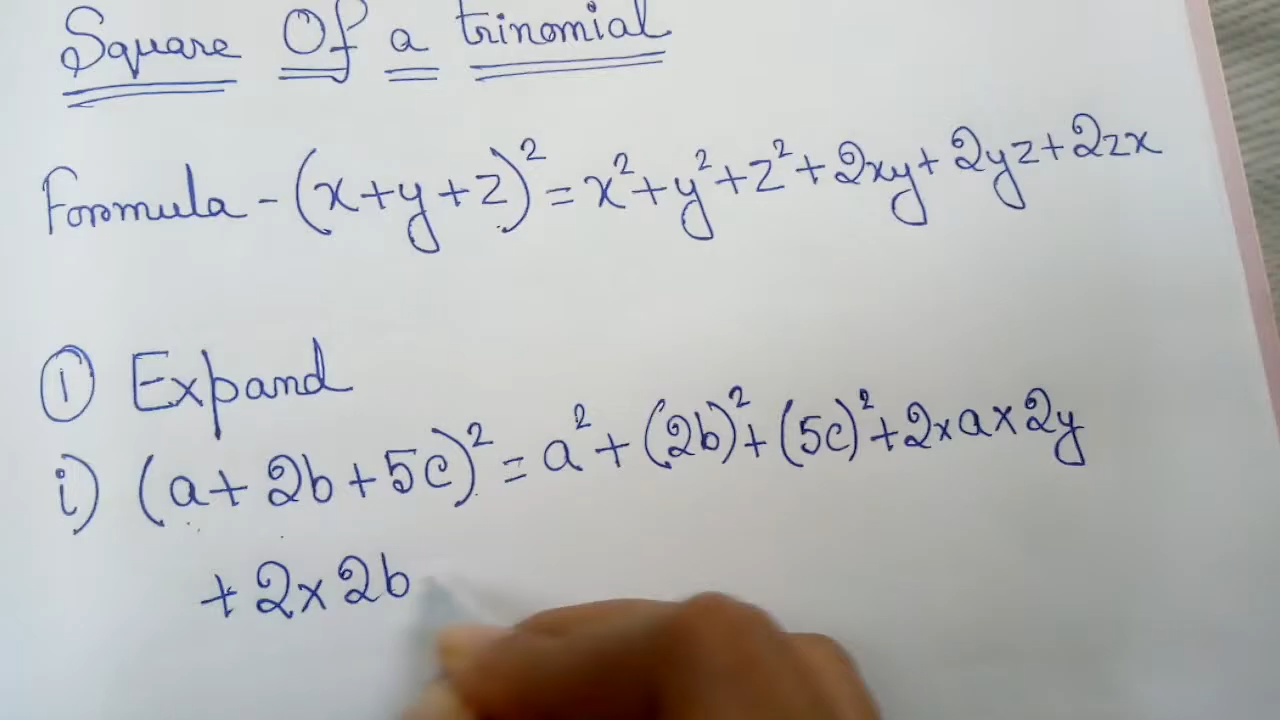 Square Of a trinomial
Formula - (x+y+z)² = x²+y²+z²+2xy+2yz+2zx
① Expand
i) (a+2b+5c)² = a²+(2b)²+(5c)²+2×a×2y
+2×2b